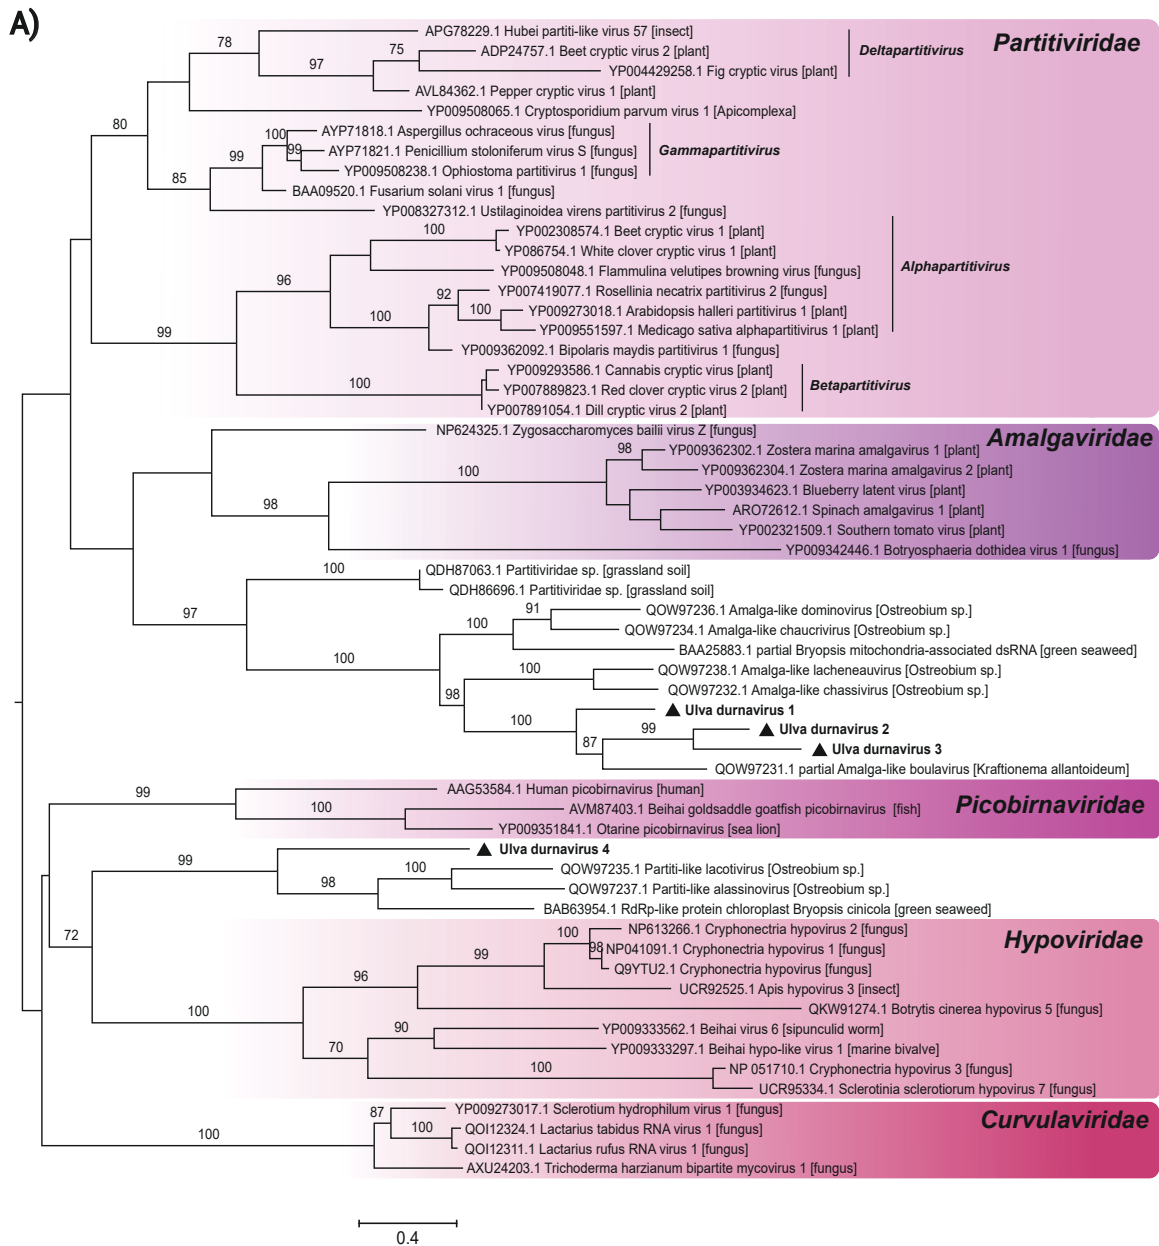 A)
APG78229.1 Hubei partiti-like virus 57 [insect]
Partitiviridae
78
75
ADP24757.1 Beet cryptic virus 2 [plant]
Deltapartitivirus
97
YP004429258.1 Fig cryptic virus [plant]
AVL84362.1 Pepper cryptic virus 1 [plant]
YP009508065.1 Cryptosporidium parvum virus 1 [Apicomplexa]
80
100
AYP71818.1 Aspergillus ochraceous virus [fungus]
99
AYP71821.1 Penicillium stoloniferum virus S [fungus]
Gammapartitivirus
99
YP009508238.1 Ophiostoma partitivirus 1 [fungus]
85
BAA09520.1 Fusarium solani virus 1 [fungus]
YP008327312.1 Ustilaginoidea virens partitivirus 2 [fungus]
100
YP002308574.1 Beet cryptic virus 1 [plant]
YP086754.1 White clover cryptic virus 1 [plant]
Alphapartitivirus
YP009508048.1 Flammulina velutipes browning virus [fungus]
96
92
YP007419077.1 Rosellinia necatrix partitivirus 2 [fungus]
100
100
YP009273018.1 Arabidopsis halleri partitivirus 1 [plant]
YP009551597.1 Medicago sativa alphapartitivirus 1 [plant]
99
YP009362092.1 Bipolaris maydis partitivirus 1 [fungus]
YP009293586.1 Cannabis cryptic virus [plant]
100
YP007889823.1 Red clover cryptic virus 2 [plant]
Betapartitivirus
YP007891054.1 Dill cryptic virus 2 [plant]
NP624325.1 Zygosaccharomyces bailii virus Z [fungus]
Amalgaviridae
98
YP009362302.1 Zostera marina amalgavirus 1 [plant]
100
YP009362304.1 Zostera marina amalgavirus 2 [plant]
YP003934623.1 Blueberry latent virus [plant]
98
ARO72612.1 Spinach amalgavirus 1 [plant]
YP002321509.1 Southern tomato virus [plant]
YP009342446.1 Botryosphaeria dothidea virus 1 [fungus]
100
QDH87063.1 Partitiviridae sp. [grassland soil]
QDH86696.1 Partitiviridae sp. [grassland soil]
97
91
QOW97236.1 Amalga-like dominovirus [Ostreobium sp.]
100
QOW97234.1 Amalga-like chaucrivirus [Ostreobium sp.]
BAA25883.1 partial Bryopsis mitochondria-associated dsRNA [green seaweed]
100
100
QOW97238.1 Amalga-like lacheneauvirus [Ostreobium sp.]
98
QOW97232.1 Amalga-like chassivirus [Ostreobium sp.]
Ulva durnavirus 1
100
99
Ulva durnavirus 2
87
Ulva durnavirus 3
QOW97231.1 partial Amalga-like boulavirus [Kraftionema allantoideum]
99
AAG53584.1 Human picobirnavirus [human]
Picobirnaviridae
100
AVM87403.1 Beihai goldsaddle goatfish picobirnavirus [fish]
YP009351841.1 Otarine picobirnavirus [sea lion]
Ulva durnavirus 4
99
100
QOW97235.1 Partiti-like lacotivirus [Ostreobium sp.]
98
QOW97237.1 Partiti-like alassinovirus [Ostreobium sp.]
BAB63954.1 RdRp-like protein chloroplast Bryopsis cinicola [green seaweed]
72
100
NP613266.1 Cryphonectria hypovirus 2 [fungus]
Hypoviridae
98
NP041091.1 Cryphonectria hypovirus 1 [fungus]
99
Q9YTU2.1 Cryphonectria hypovirus [fungus]
96
UCR92525.1 Apis hypovirus 3 [insect]
QKW91274.1 Botrytis cinerea hypovirus 5 [fungus]
100
90
YP009333562.1 Beihai virus 6 [sipunculid worm]
70
YP009333297.1 Beihai hypo-like virus 1 [marine bivalve]
100
NP 051710.1 Cryphonectria hypovirus 3 [fungus]
UCR95334.1 Sclerotinia sclerotiorum hypovirus 7 [fungus]
87
YP009273017.1 Sclerotium hydrophilum virus 1 [fungus]
Curvulaviridae
100
100
QOI12324.1 Lactarius tabidus RNA virus 1 [fungus]
QOI12311.1 Lactarius rufus RNA virus 1 [fungus]
AXU24203.1 Trichoderma harzianum bipartite mycovirus 1 [fungus]
0.4